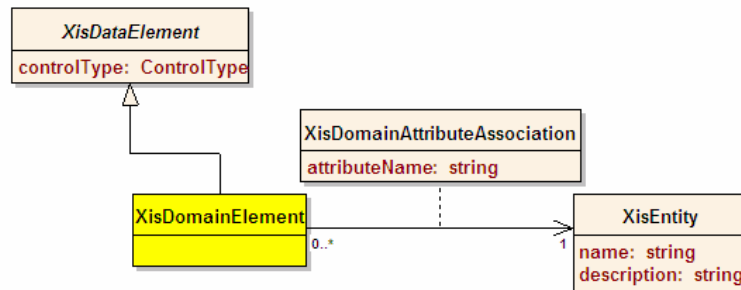 XisDataElement
controlType: ControlType
XisDomainAttributeAssociation
attributeName: string
XisDomainElement
0..*
1
XisEntity
name: string
description: string